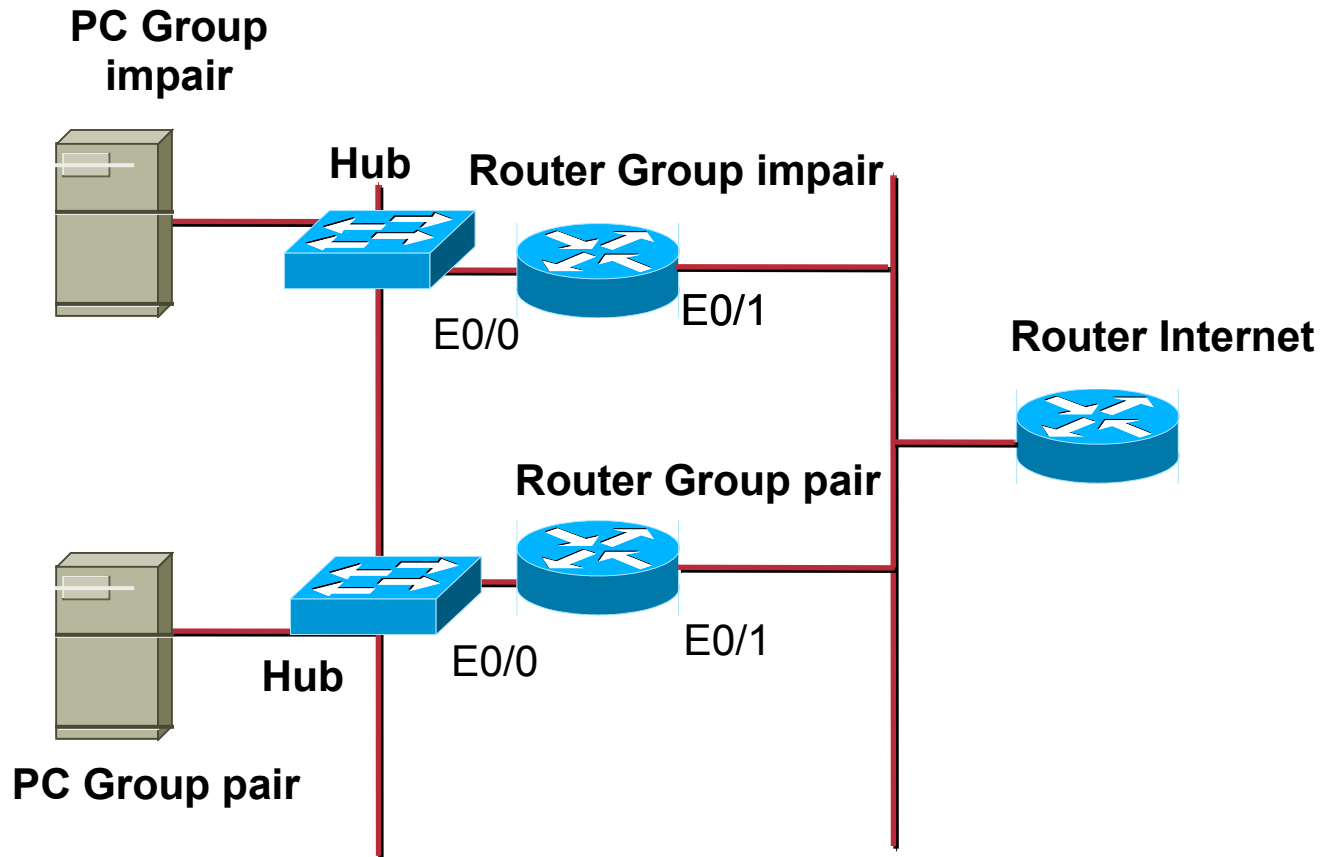 PC Group
impair
Hub
Router Group impair
E0/0
E0/1
Router Internet
Router Group pair
E0/0
E0/1
Hub
PC Group pair